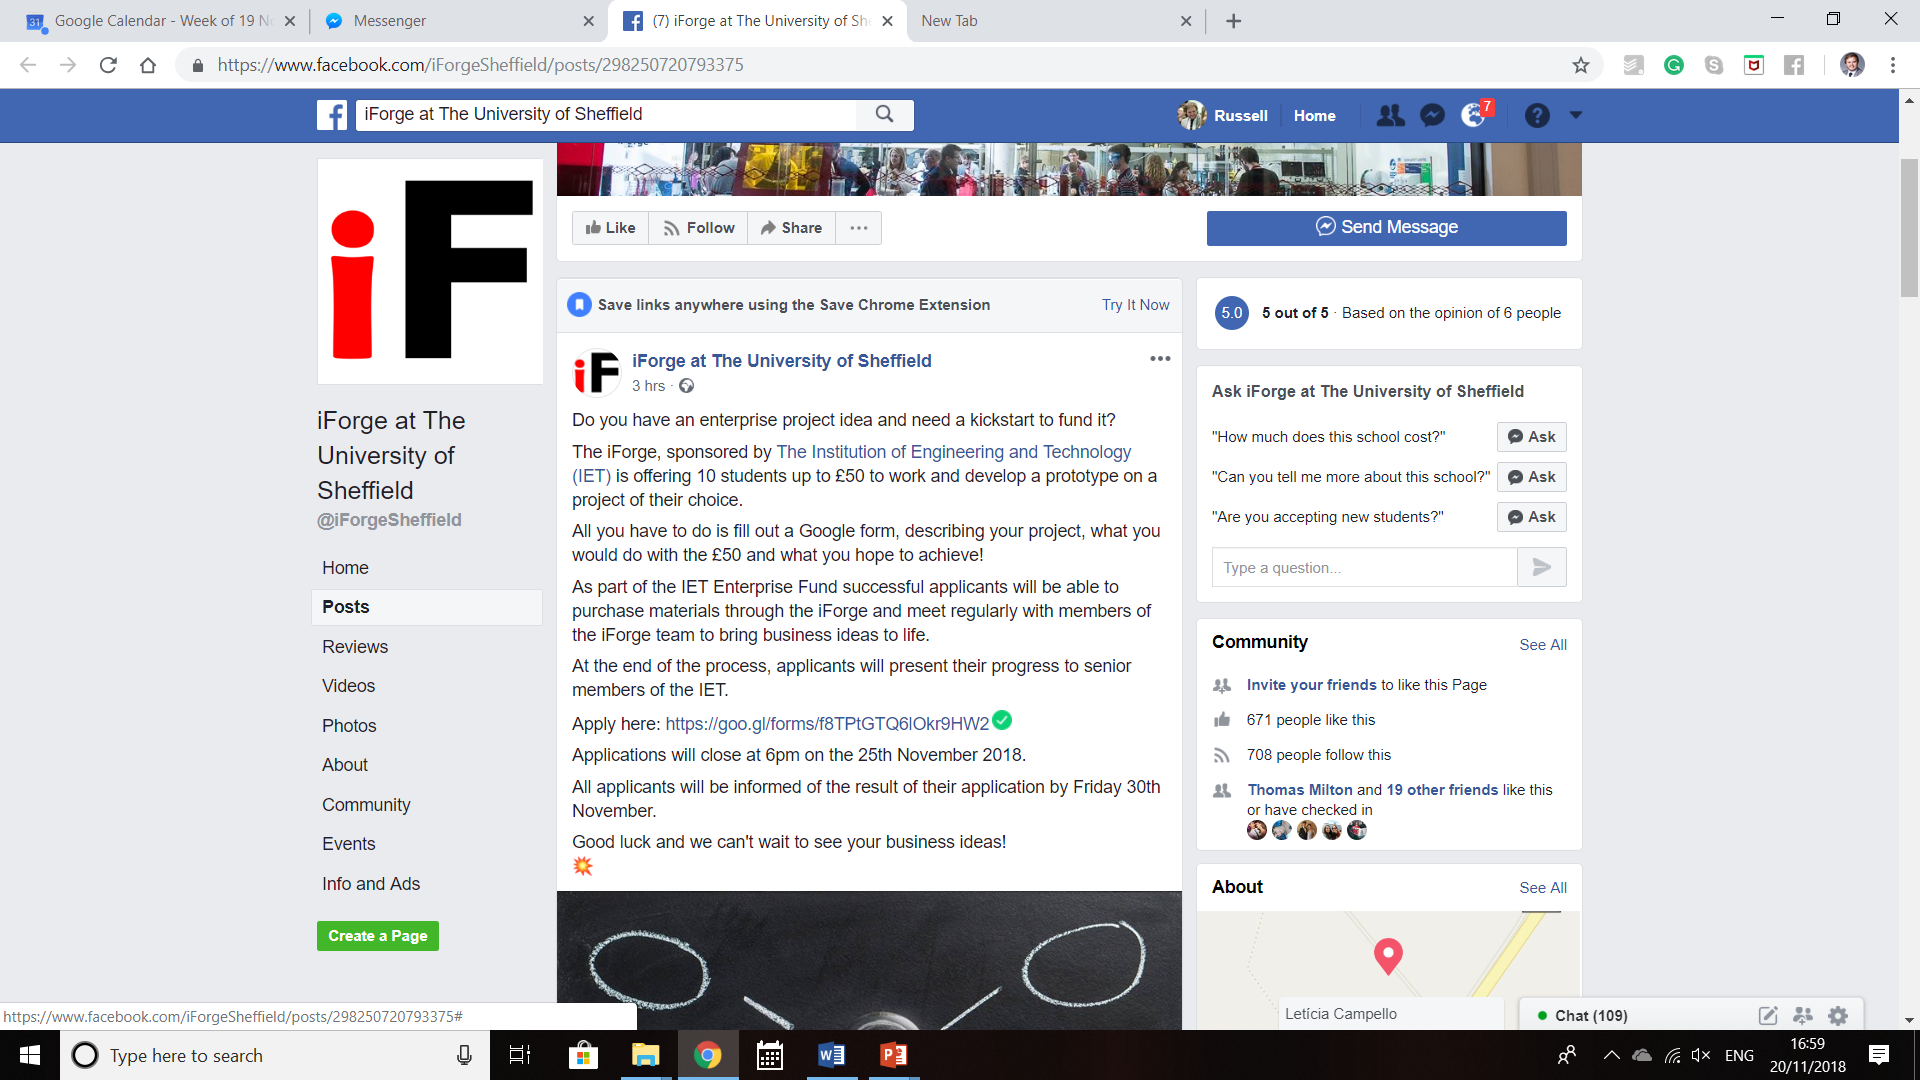 Google Calendar - Week of 19 N
Messenger
(7) iForge at The University of Sh
New Tab
https://www.facebook.com/iForgeSheffield/posts/298250720793375
iForge at The University of Sheffield
Russell
Home
7
iF
Like
Follow
Share
Send Message
iForge at The
University of
Sheffield
@iForgeSheffield
Home
Posts
Reviews
Videos
Photos
About
Community
Events
Info and Ads
Create a Page
Save links anywhere using the Save Chrome Extension
Try It Now
iF
iForge at The University of Sheffield
3 hrs ·
Do you have an enterprise project idea and need a kickstart to fund it?
The iForge, sponsored by The Institution of Engineering and Technology
(IET) is offering 10 students up to £50 to work and develop a prototype on a
project of their choice.
All you have to do is fill out a Google form, describing your project, what you
would do with the £50 and what you hope to achieve!
As part of the IET Enterprise Fund successful applicants will be able to
purchase materials through the iForge and meet regularly with members of
the iForge team to bring business ideas to life.
At the end of the process, applicants will present their progress to senior
members of the IET.
Apply here: https://goo.gl/forms/f8TPtGTQ6lOkr9HW2
Applications will close at 6pm on the 25th November 2018.
All applicants will be informed of the result of their application by Friday 30th
November.
Good luck and we can't wait to see your business ideas!
5.0
5 out of 5 · Based on the opinion of 6 people
Ask iForge at The University of Sheffield
"How much does this school cost?"
Ask
"Can you tell me more about this school?"
Ask
"Are you accepting new students?"
Ask
Type a question...
Community
See All
Invite your friends to like this Page
671 people like this
708 people follow this
Thomas Milton and 19 other friends like this
or have checked in
About
See All
Letícia Campello
Chat (109)
https://www.facebook.com/iForgeSheffield/posts/298250720793375#
Type here to search
ENG
16:59
20/11/2018